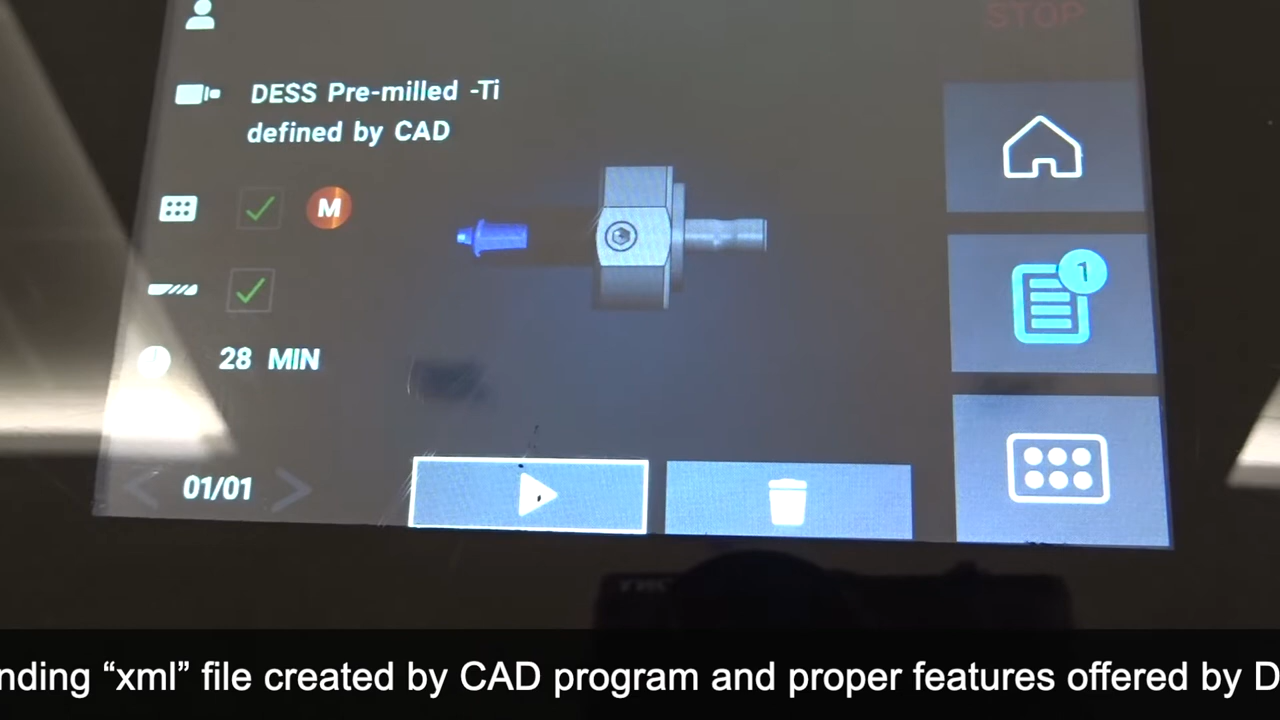 STOP
DESS Pre-milled -Ti
defined by CAD
M
1
28 MIN
01/01
nding “xml” file created by CAD program and proper features offered by D